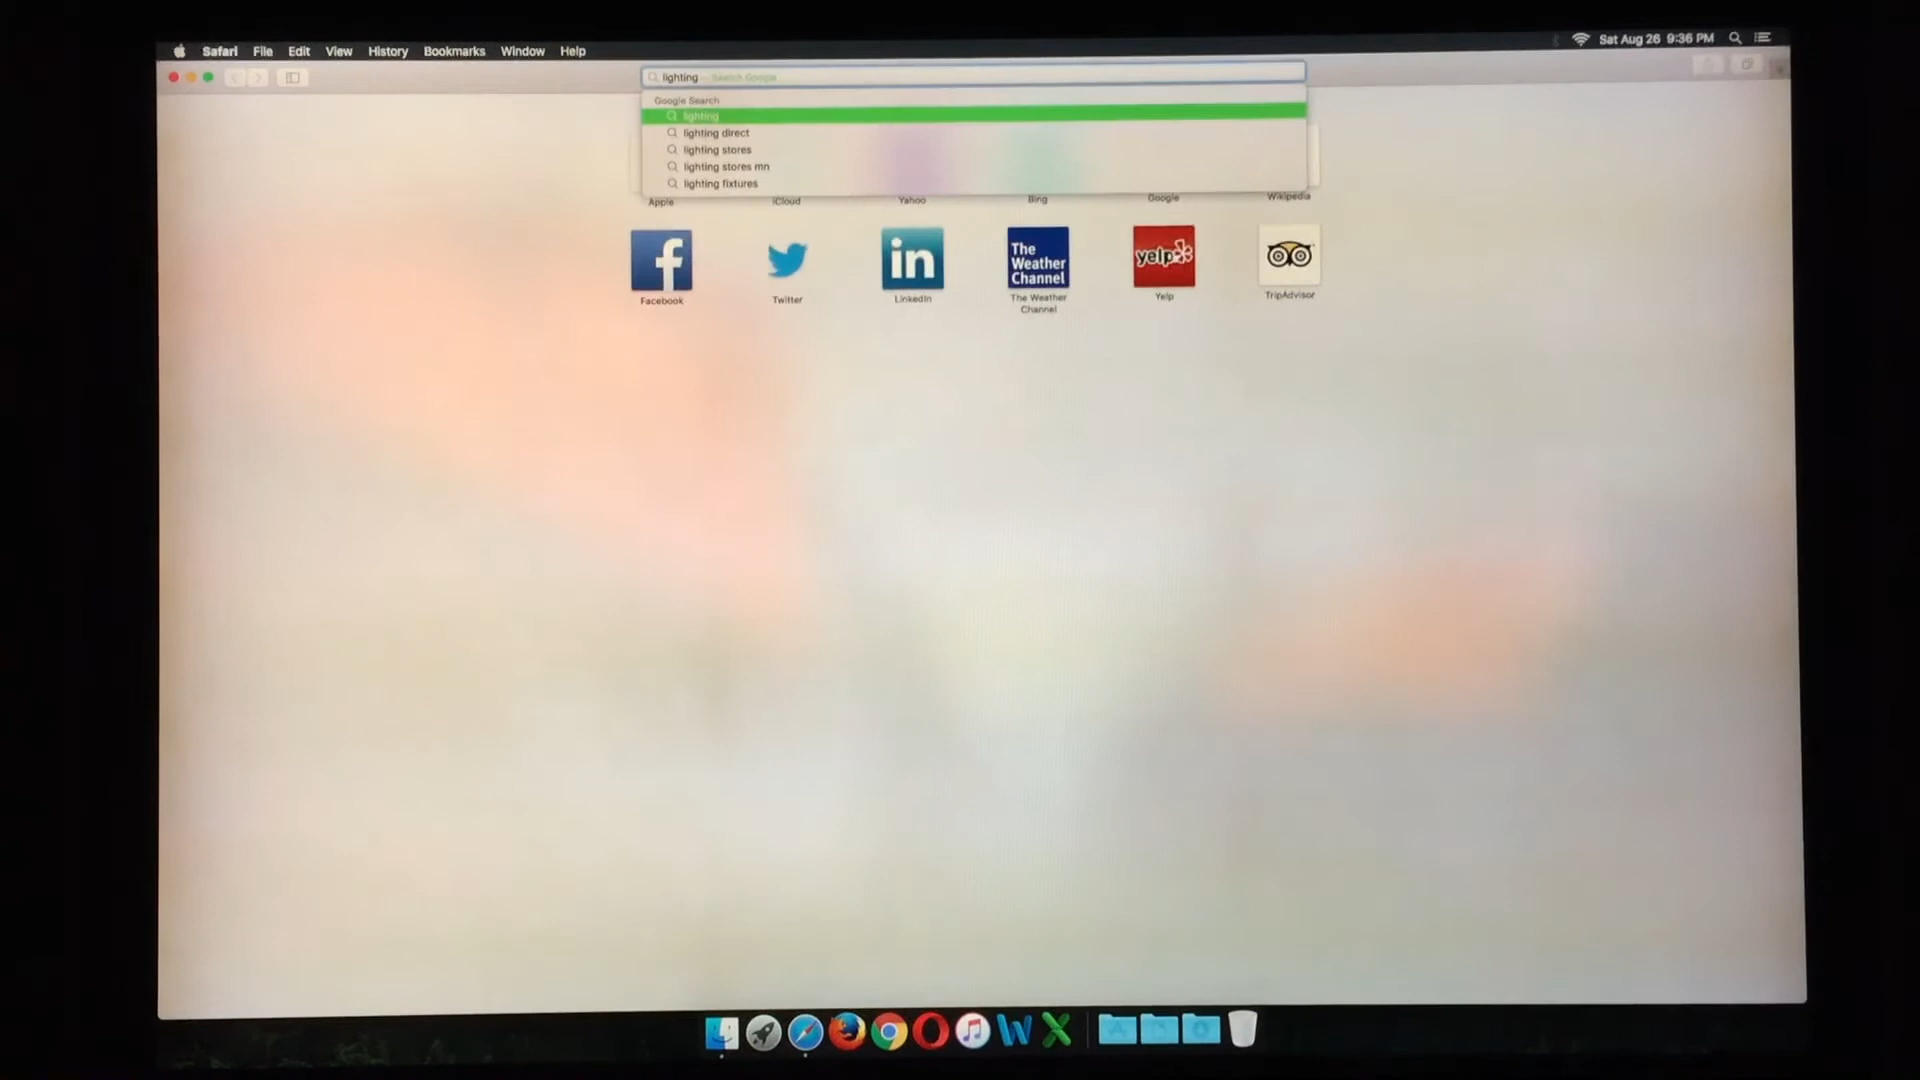 Safari File Edit View History Bookmarks Window Help
Sat Aug 26 9:36 PM
lighting — Search Google
Google Search
lighting
lighting direct
lighting stores
lighting stores mn
lighting fixtures
Apple iCloud Yahoo Bing Google Wikipedia
f
in
The
Weather
Channel
yelp
Facebook Twitter LinkedIn The Weather Yelp TripAdvisor
Channel
W X